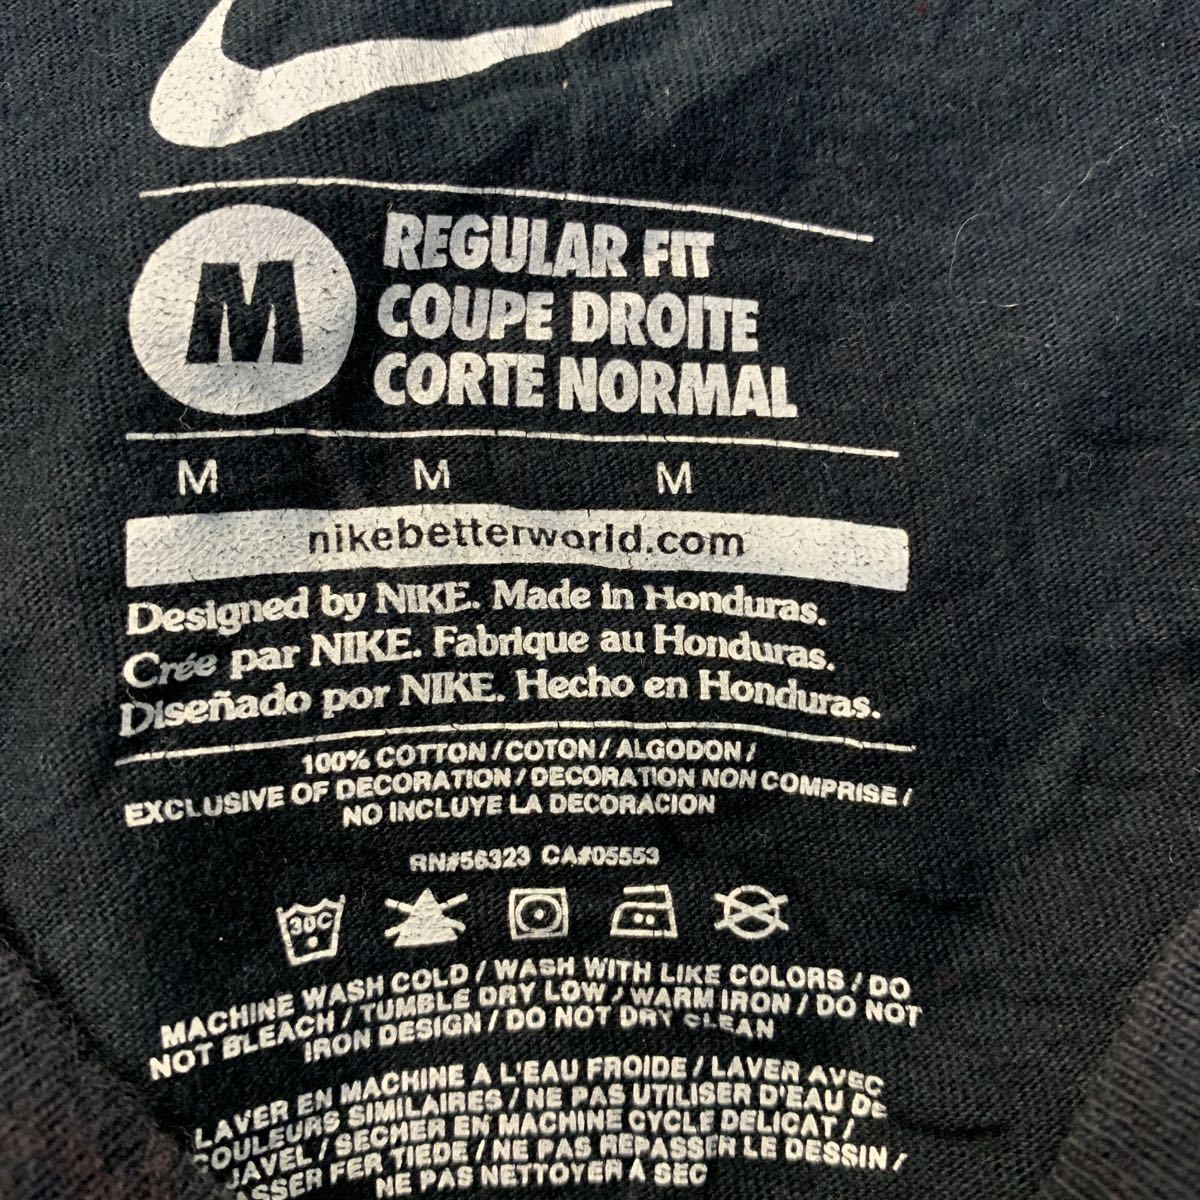 M
REGULAR FIT
COUPE DROITE
CORTE NORMAL
M M M
nikebetterworld.com
Designed by NIKE. Made in Honduras.
Crée par NIKE. Fabrique au Honduras.
Diseñado por NIKE. Hecho en Honduras.
100% COTTON / COTON / ALGODON /
EXCLUSIVE OF DECORATION / DECORATION NON COMPRISE /
NO INCLUYE LA DECORACION
RN#56323 CA#05553
30C
MACHINE WASH COLD / WASH WITH LIKE COLORS / DO
NOT BLEACH / TUMBLE DRY LOW / WARM IRON / DO NOT
IRON DESIGN / DO NOT DRY CLEAN
LAVER EN MACHINE A L'EAU FROIDE / LAVER AVEC
COULEURS SIMILAIRES / NE PAS UTILISER D'EAU DE
JAVEL / SECHER EN MACHINE CYCLE DELICAT /
FER TIEDE / NE PAS REPASSER LE DESSIN /
NE PAS NETTOYER A SEC